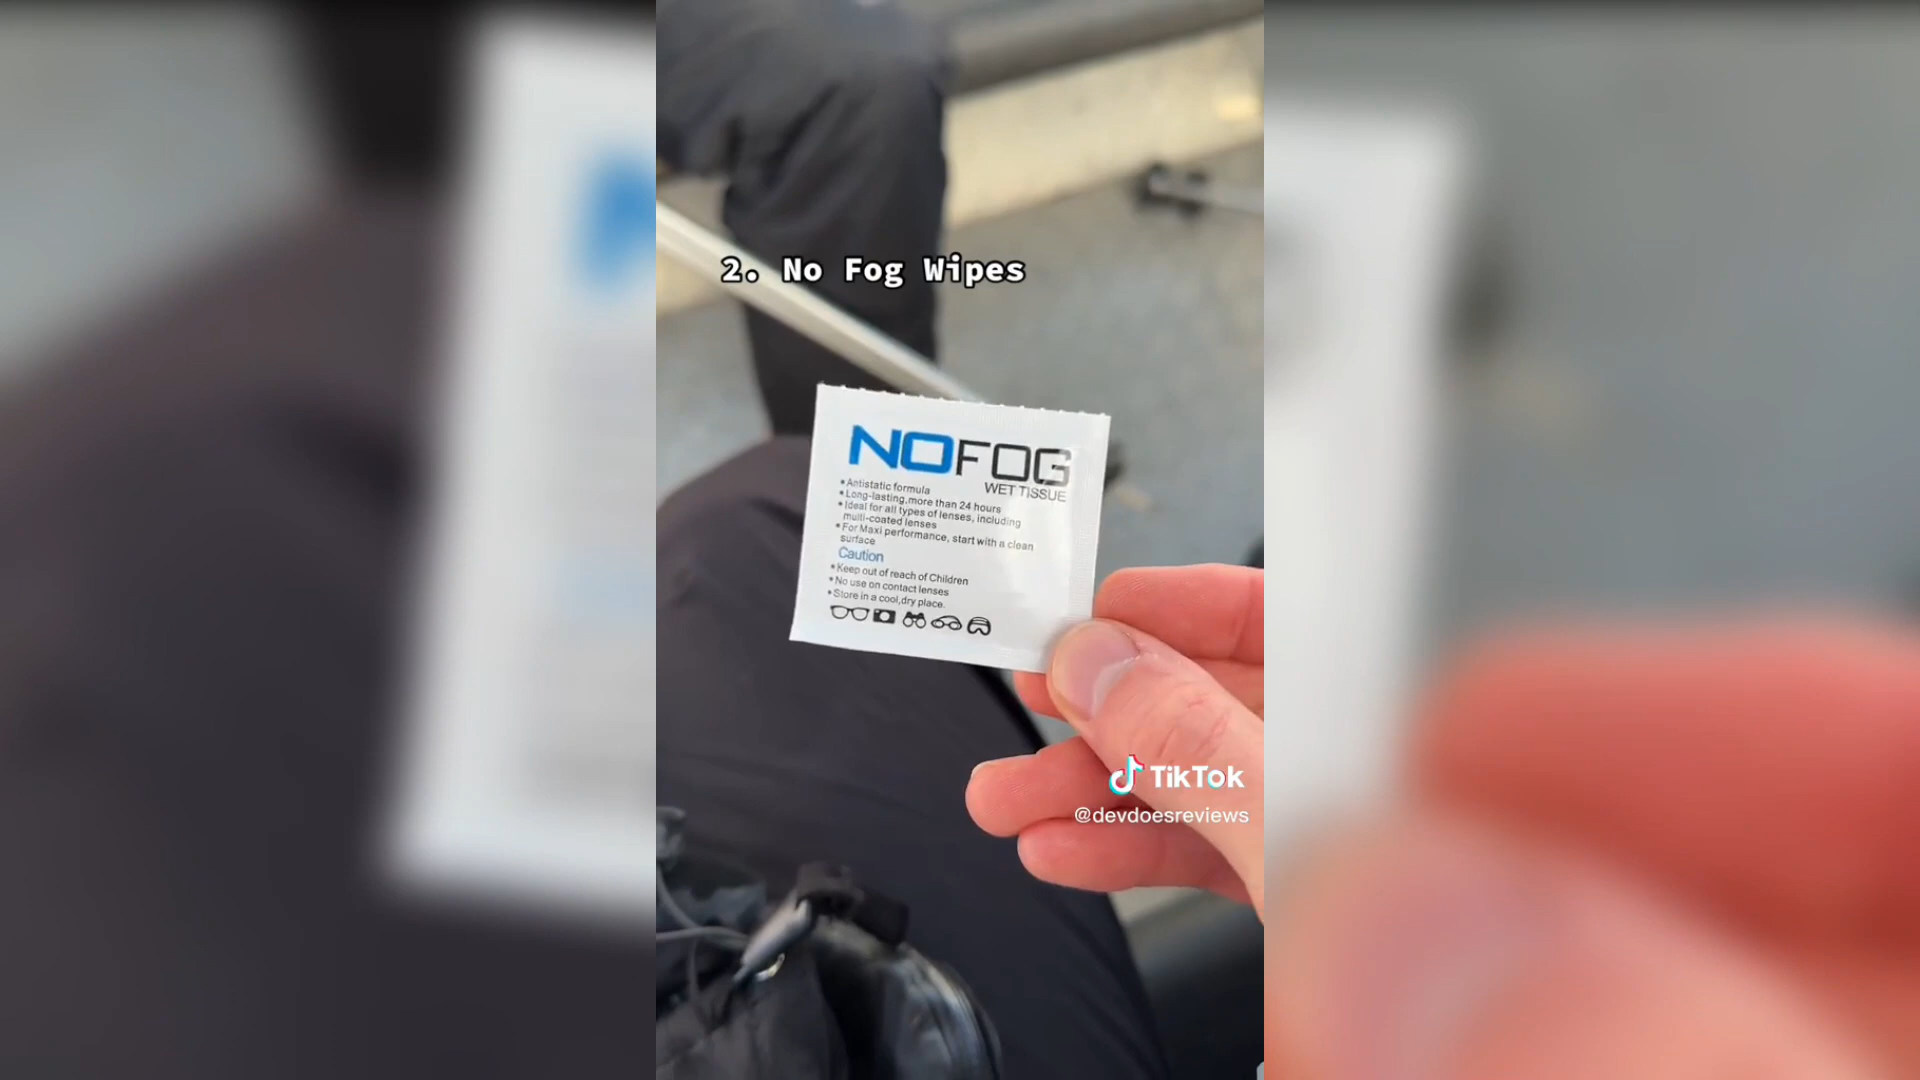 2. No Fog Wipes
NOFOG
WET TISSUE
*Antistatic formula
*Long-lasting,more than 24 hours
*Ideal for all types of lenses, including
multi-coated lenses
*For Maxi performance, start with a clean
surface
Caution
*Keep out of reach of Children
*No use on contact lenses
*Store in a cool,dry place.
TikTok
@devdoesreviews